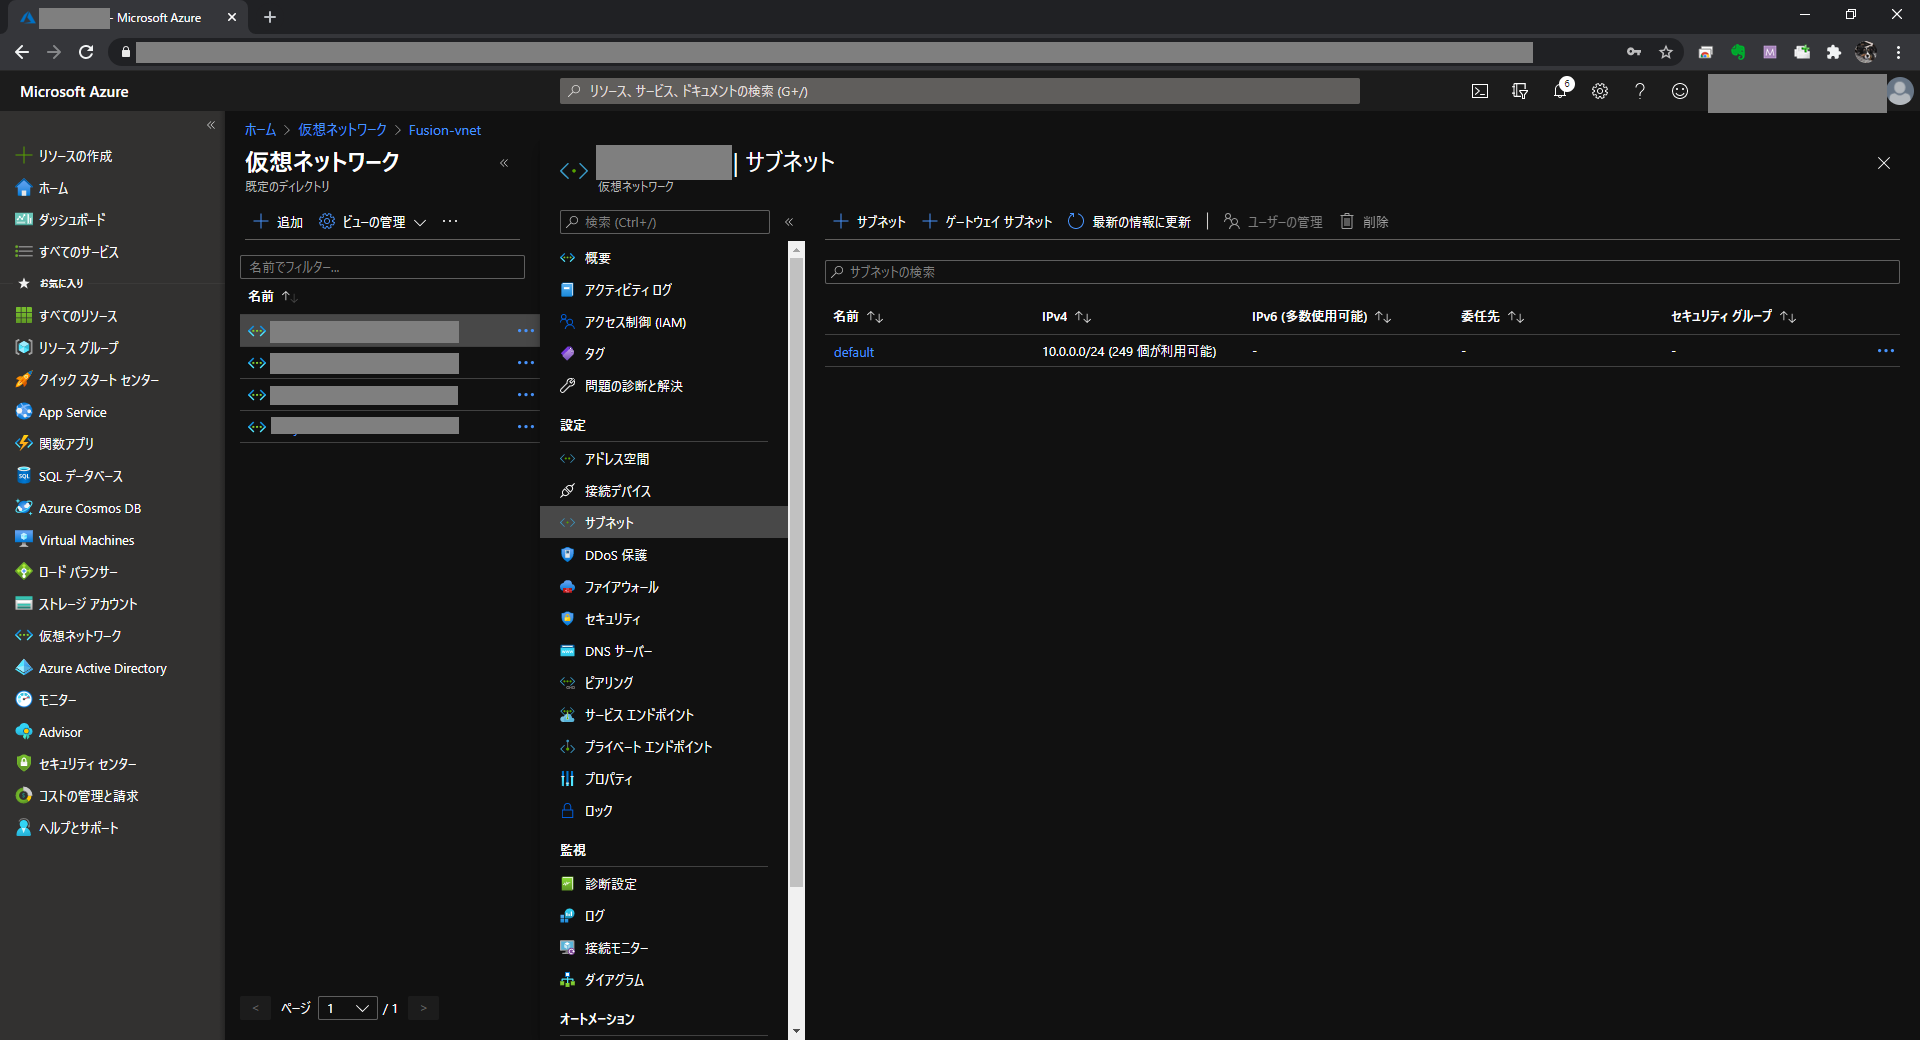 - Microsoft Azure
Microsoft Azure
リソース、サービス、ドキュメントの検索 (G+/)
6
リソースの作成
ホーム
ダッシュボード
すべてのサービス
お気に入り
すべてのリソース
リソース グループ
クイック スタート センター
App Service
関数アプリ
SQL データベース
Azure Cosmos DB
Virtual Machines
ロード バランサー
ストレージ アカウント
仮想ネットワーク
Azure Active Directory
モニター
Advisor
セキュリティ センター
コストの管理と請求
ヘルプとサポート
ホーム > 仮想ネットワーク > Fusion-vnet
仮想ネットワーク
既定のディレクトリ
追加 ビューの管理 ···
名前でフィルター...
名前 ↑↓
< ページ 1 / 1 >
| サブネット
仮想ネットワーク
検索 (Ctrl+/)
概要
アクティビティ ログ
アクセス制御 (IAM)
タグ
問題の診断と解決
設定
アドレス空間
接続デバイス
サブネット
DDoS 保護
ファイアウォール
セキュリティ
DNS サーバー
ピアリング
サービス エンドポイント
プライベート エンドポイント
プロパティ
ロック
監視
診断設定
ログ
接続モニター
ダイアグラム
オートメーション
サブネット ゲートウェイ サブネット 最新の情報に更新 | ユーザーの管理 削除
サブネットの検索
名前 ↑↓ IPv4 ↑↓ IPv6 (多数使用可能) ↑↓ 委任先 ↑↓ セキュリティ グループ ↑↓
default 10.0.0.0/24 (249 個が利用可能) - - - ···